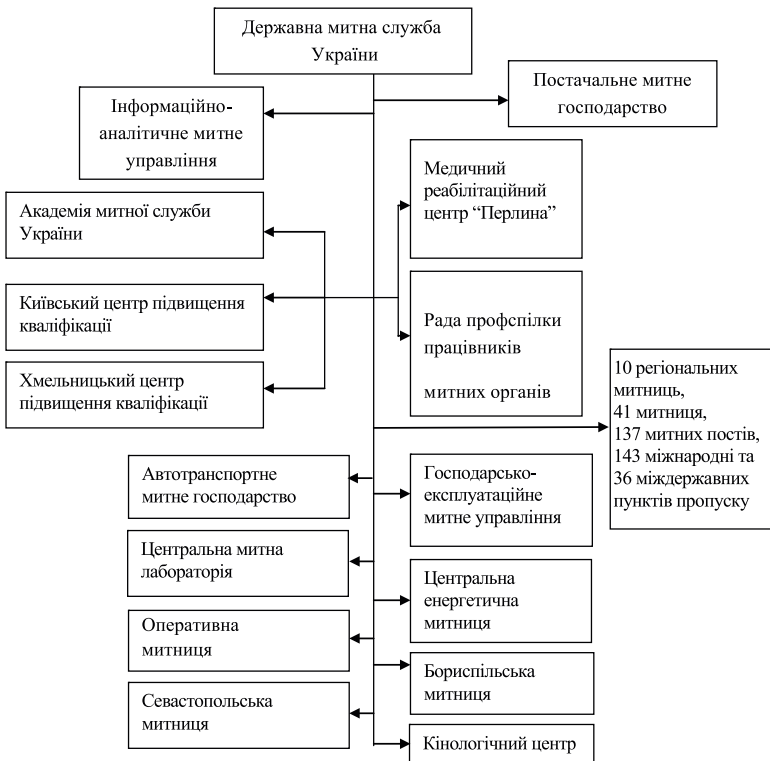 Державна митна служба
України
Постачальне митне
господарство
Інформаційно-
аналітичне митне
управління
Медичний
реабілітаційний
центр “Перлина”
Академія митної служби
України
Київський центр підвищення
кваліфікації
Рада профспілки
працівників
митних органів
Хмельницький центр
підвищення кваліфікації
10 регіональних
митниць,
41 митниця,
137 митних постів,
143 міжнародні та
36 міждержавних
пунктів пропуску
Автотранспортне
митне господарство
Господарсько-
експлуатаційне
митне управління
Центральна митна
лабораторія
Центральна
енергетична
митниця
Оперативна
митниця
Бориспільська
митниця
Севастопольська
митниця
Кінологічний центр